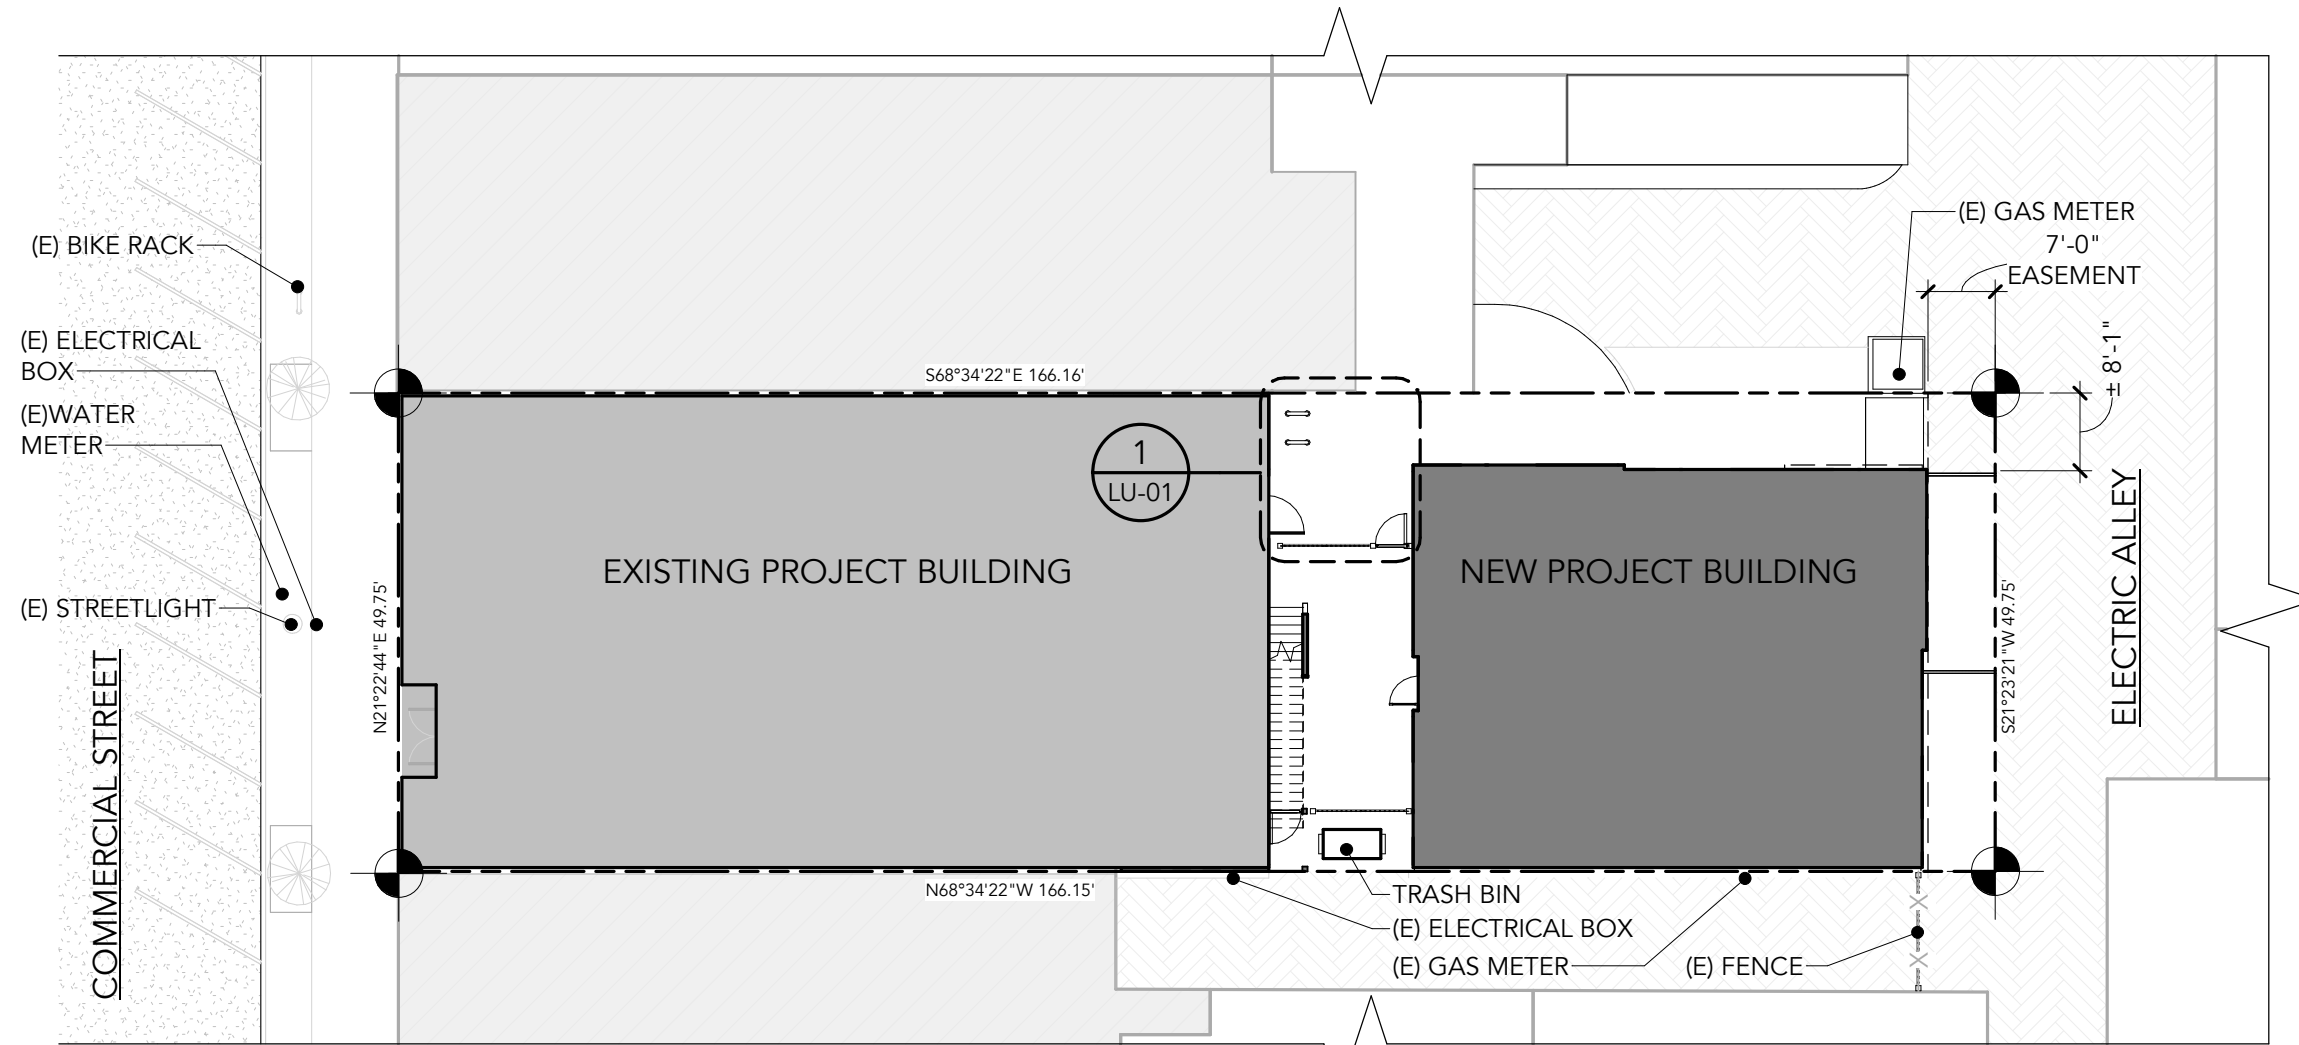 (E) GAS METER
7'-0"
EASEMENT
(E) BIKE RACK
± 8'-1"
(E) ELECTRICAL
BOX
(E)WATER
METER
S68°34'22"E 166.16'
1
LU-01
EXISTING PROJECT BUILDING
NEW PROJECT BUILDING
ELECTRIC ALLEY
(E) STREETLIGHT
N21°22'44"E 49.75'
S21°23'21"W 49.75'
COMMERCIAL STREET
N68°34'22"W 166.15'
TRASH BIN
(E) ELECTRICAL BOX
(E) GAS METER
(E) FENCE